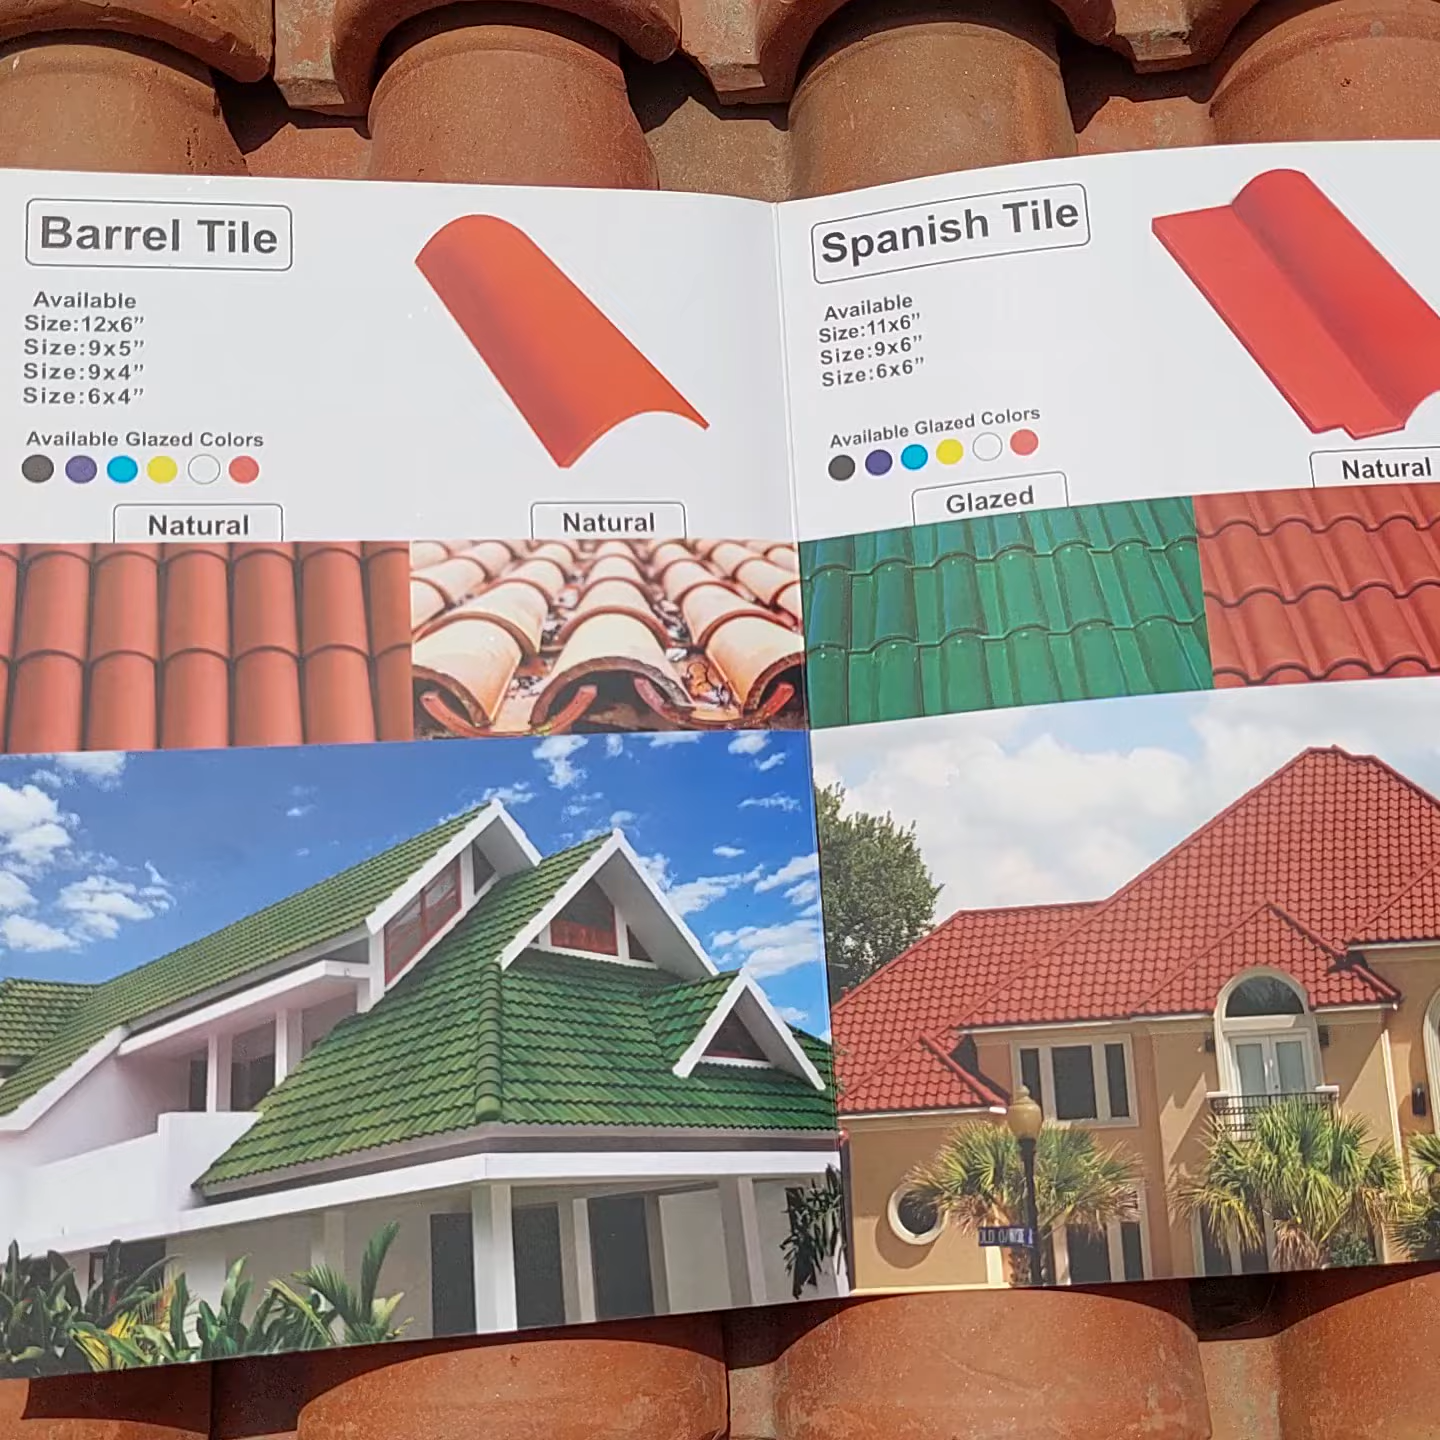 Barrel Tile
Available
Size:12x6”
Size:9x5”
Size:9x4”
Size:6x4”
Available Glazed Colors
Natural
Natural
Spanish Tile
Available
Size:11x6”
Size:9x6”
Size:6x6”
Available Glazed Colors
Glazed
Natural